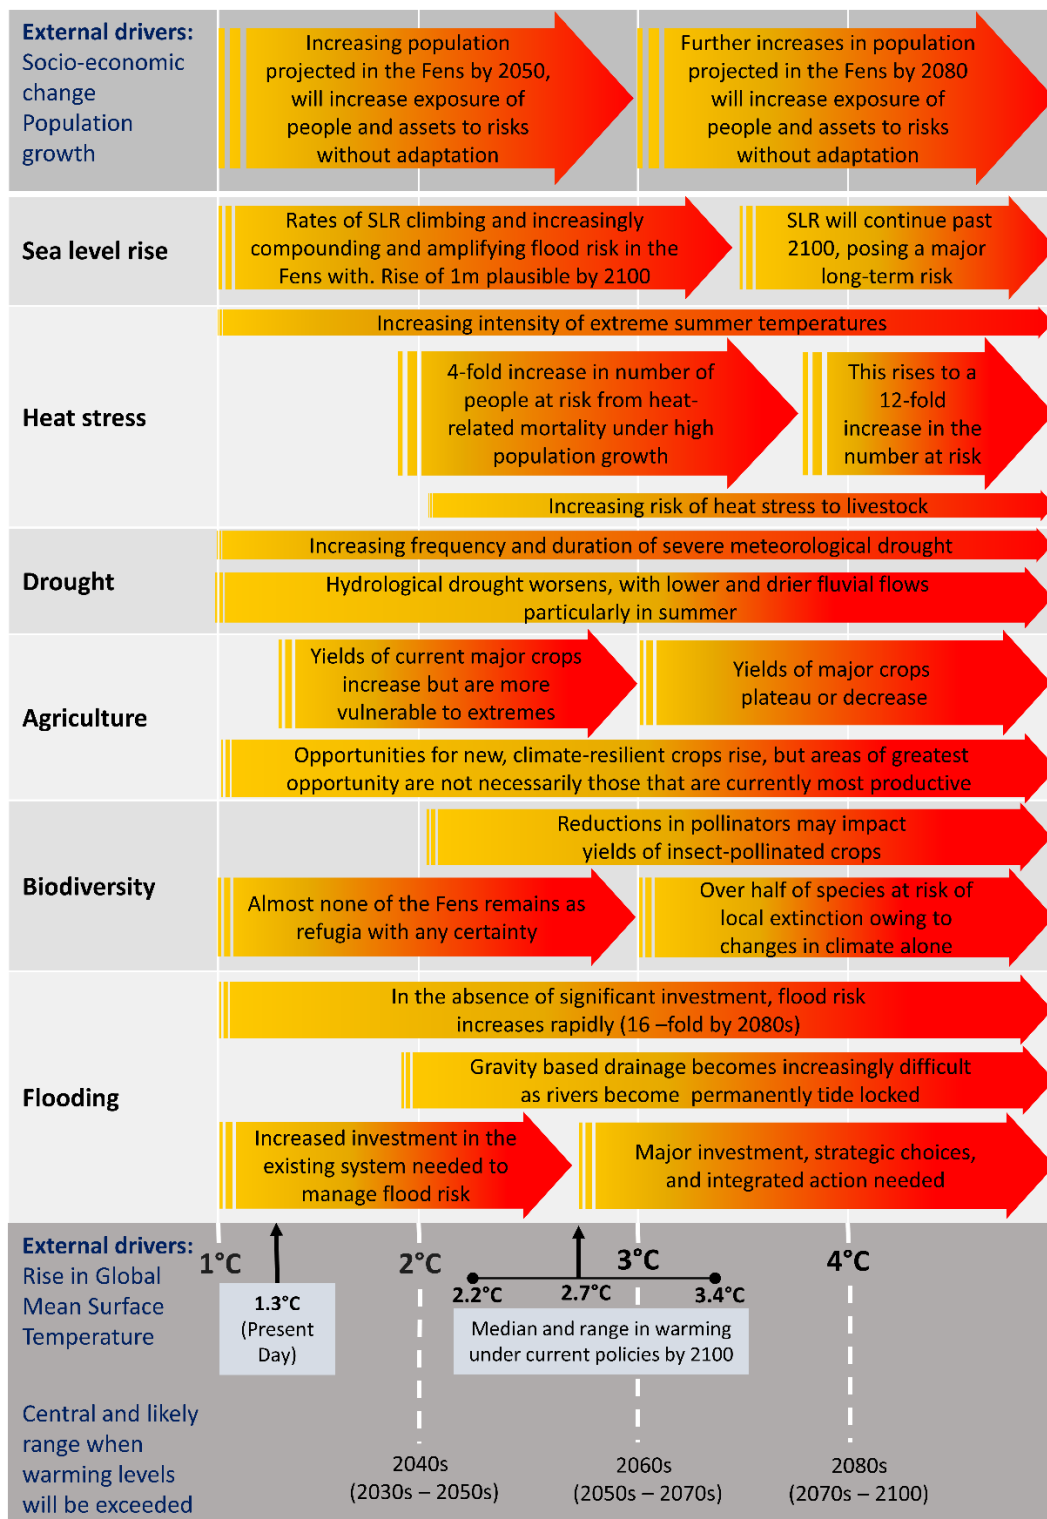 External drivers:
Socio-economic
change
Population
growth
Increasing population
projected in the Fens by 2050,
will increase exposure of
people and assets to risks
without adaptation
Further increases in population
projected in the Fens by 2080
will increase exposure of
people and assets to risks
without adaptation
Sea level rise
Rates of SLR climbing and increasingly
compounding and amplifying flood risk in the
Fens with. Rise of 1m plausible by 2100
SLR will continue past
2100, posing a major
long-term risk
Heat stress
Increasing intensity of extreme summer temperatures
4-fold increase in number of
people at risk from heat-
related mortality under high
population growth
This rises to a
12-fold
increase in the
number at risk
Increasing risk of heat stress to livestock
Drought
Increasing frequency and duration of severe meteorological drought
Hydrological drought worsens, with lower and drier fluvial flows
particularly in summer
Agriculture
Yields of current major crops
increase but are more
vulnerable to extremes
Yields of major crops
plateau or decrease
Opportunities for new, climate-resilient crops rise, but areas of greatest
opportunity are not necessarily those that are currently most productive
Biodiversity
Reductions in pollinators may impact
yields of insect-pollinated crops
Almost none of the Fens remains as
refugia with any certainty
Over half of species at risk of
local extinction owing to
changes in climate alone
Flooding
In the absence of significant investment, flood risk
increases rapidly (16 –fold by 2080s)
Gravity based drainage becomes increasingly difficult
as rivers become permanently tide locked
Increased investment in the
existing system needed to
manage flood risk
Major investment, strategic choices,
and integrated action needed
External drivers:
Rise in Global
Mean Surface
Temperature
1°C
2°C
3°C
4°C
1.3°C
(Present
Day)
2.2°C
2.7°C
3.4°C
Median and range in warming
under current policies by 2100
Central and likely
range when
warming levels
will be exceeded
2040s
(2030s – 2050s)
2060s
(2050s – 2070s)
2080s
(2070s – 2100)